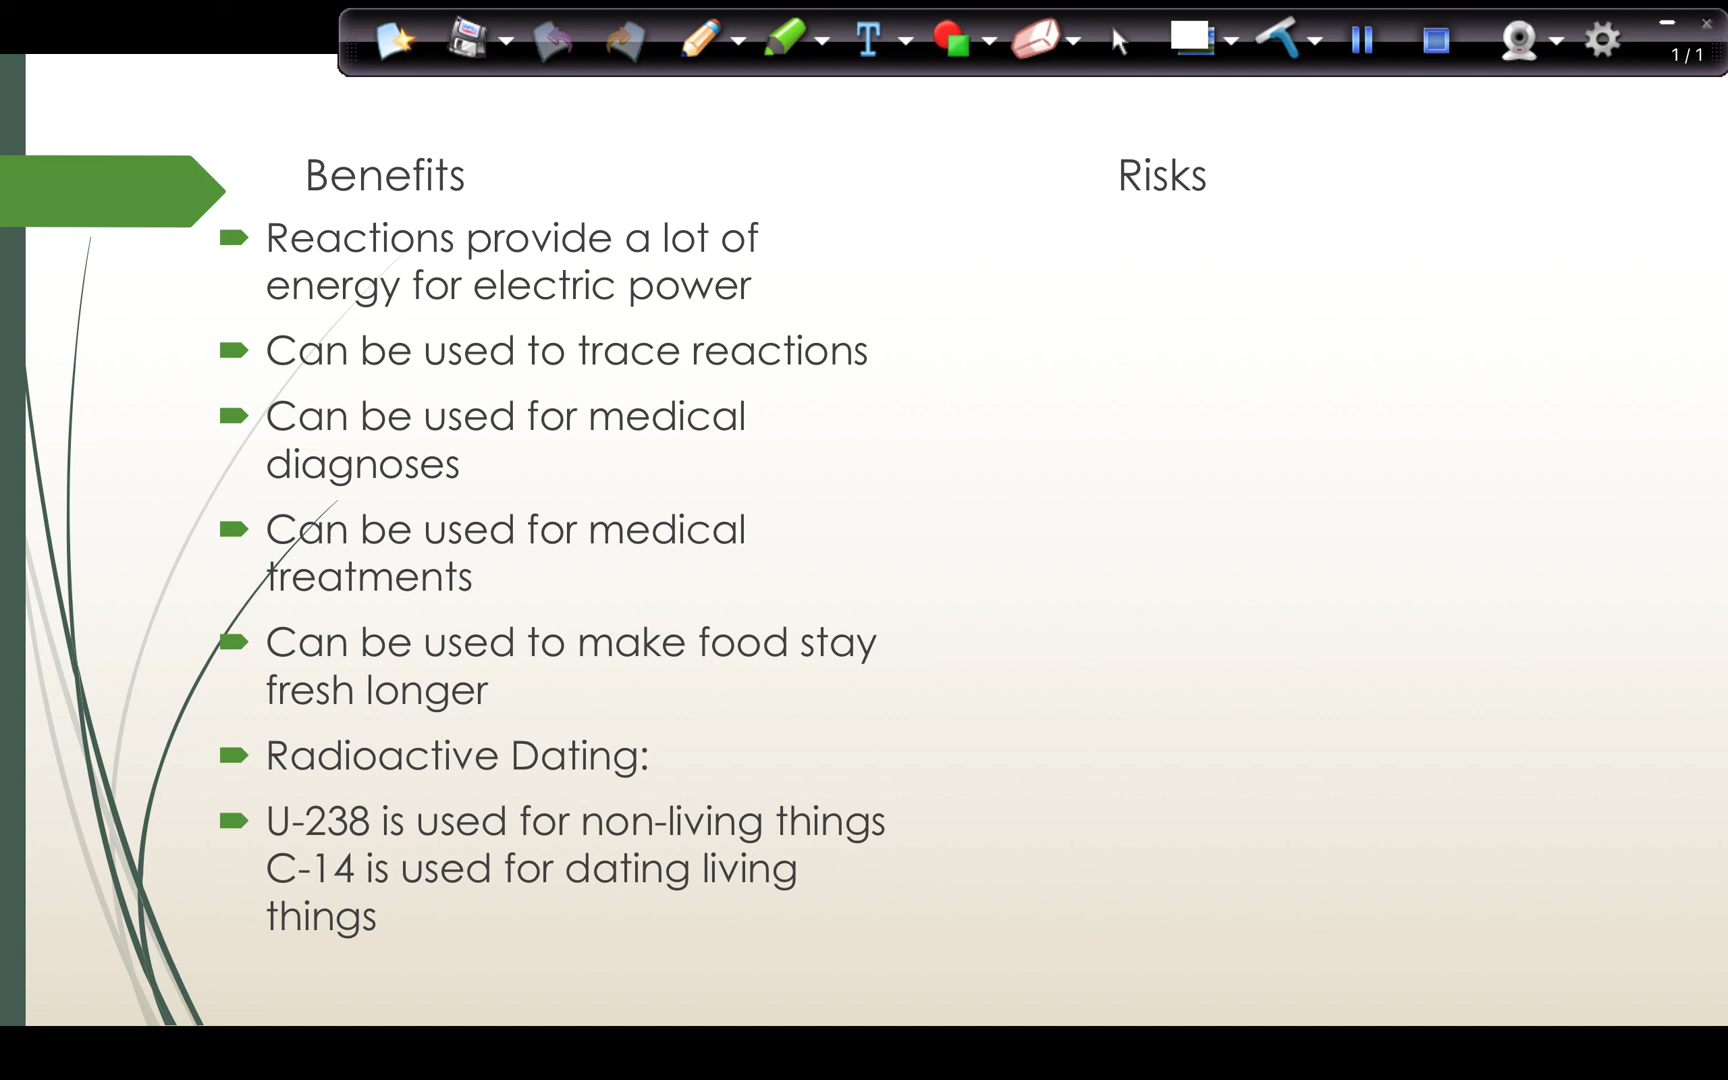 1/1
Benefits
Risks
Reactions provide a lot of
energy for electric power
Can be used to trace reactions
Can be used for medical
diagnoses
Can be used for medical
treatments
Can be used to make food stay
fresh longer
Radioactive Dating:
U-238 is used for non-living things
C-14 is used for dating living
things